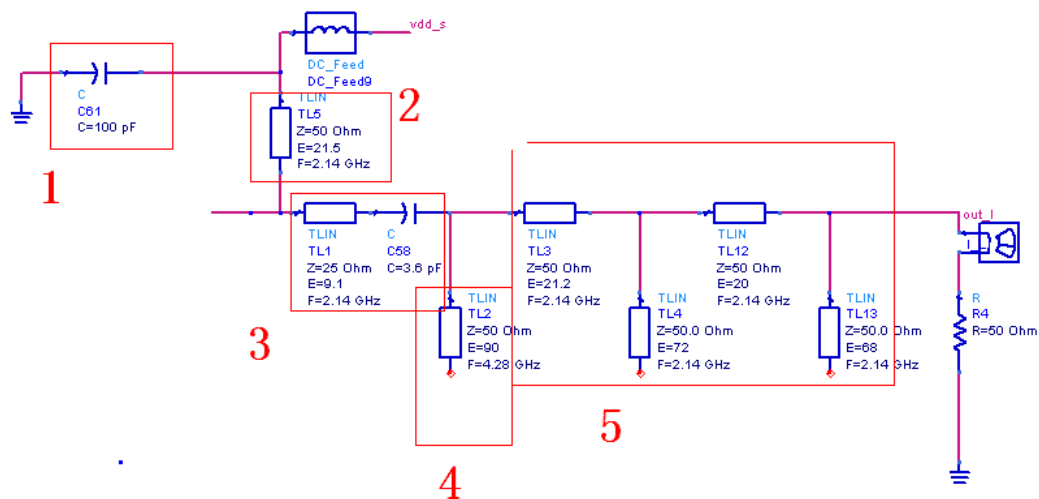 vdd_s
DC_Feed
DC_Feed9
C
C61
C=100 pF
1
TLIN
TL5
Z=50 Ohm
E=21.5
F=2.14 GHz
2
TLIN
TL1
Z=25 Ohm
E=9.1
F=2.14 GHz
C
C58
C=3.6 pF
3
TLIN
TL2
Z=50 Ohm
E=90
F=4.28 GHz
4
TLIN
TL3
Z=50 Ohm
E=21.2
F=2.14 GHz
TLIN
TL4
Z=50.0 Ohm
E=72
F=2.14 GHz
TLIN
TL12
Z=50 Ohm
E=20
F=2.14 GHz
TLIN
TL13
Z=50.0 Ohm
E=68
F=2.14 GHz
5
out_I
R
R4
R=50 Ohm